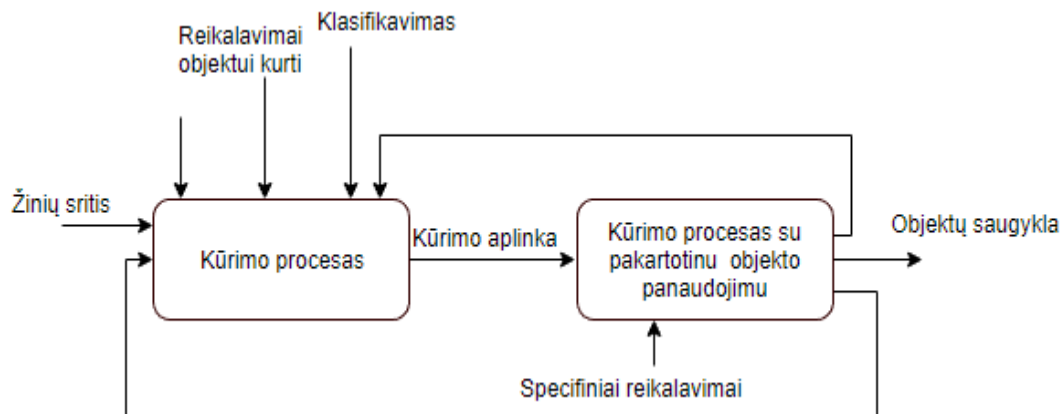 Klasifikavimas
Reikalavimai
objektui kurti
Žinių sritis
Kūrimo procesas
Kūrimo aplinka
Kūrimo procesas su
pakartotinu objekto
panaudojimu
Objektų saugykla
Specifiniai reikalavimai